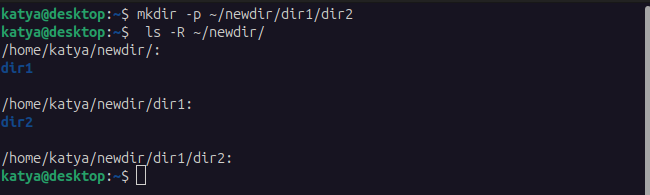 katya@desktop:~$ mkdir -p ~/newdir/dir1/dir2
katya@desktop:~$  ls -R ~/newdir/
/home/katya/newdir/:
dir1

/home/katya/newdir/dir1:
dir2

/home/katya/newdir/dir1/dir2:
katya@desktop:~$